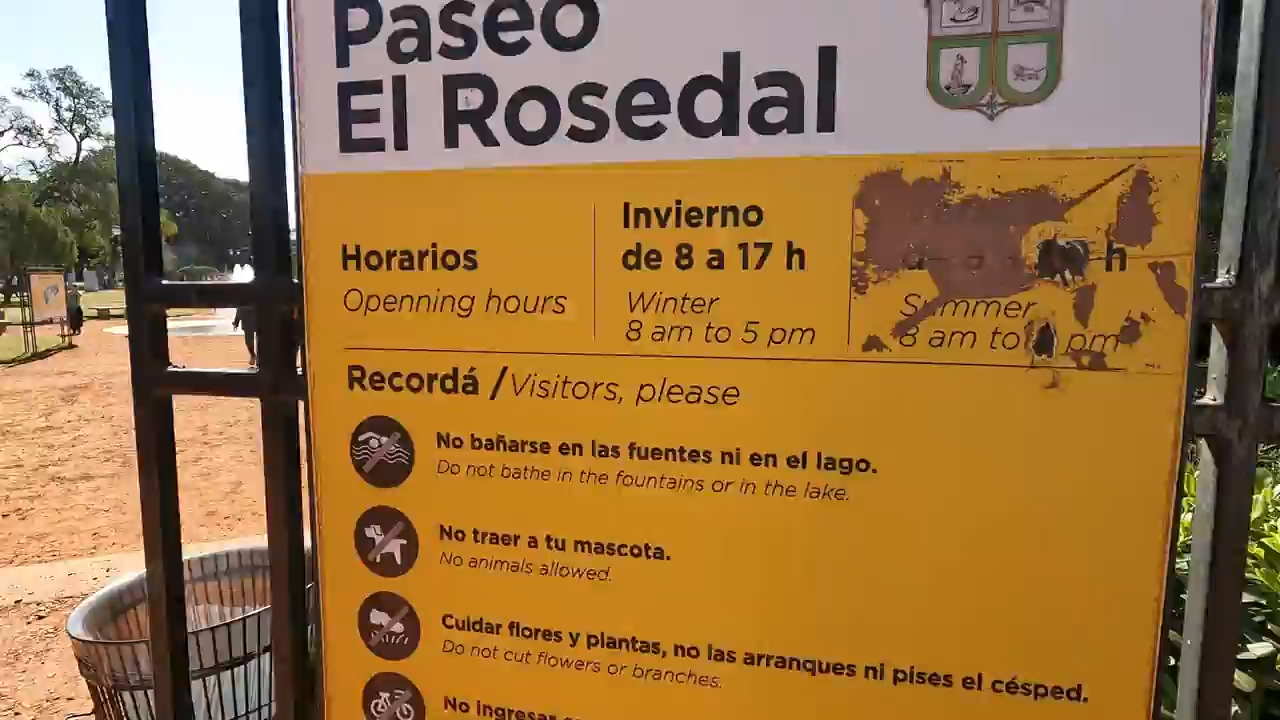 Paseo
El Rosedal
Horarios
Openning hours
Invierno
de 8 a 17 h
Winter
8 am to 5 pm
h
Summer
8 am to pm
Recordá / Visitors, please
No bañarse en las fuentes ni en el lago.
Do not bathe in the fountains or in the lake.
No traer a tu mascota.
No animals allowed.
Cuidar flores y plantas, no las arranques ni pises el césped.
Do not cut flowers or branches.
No ingresar